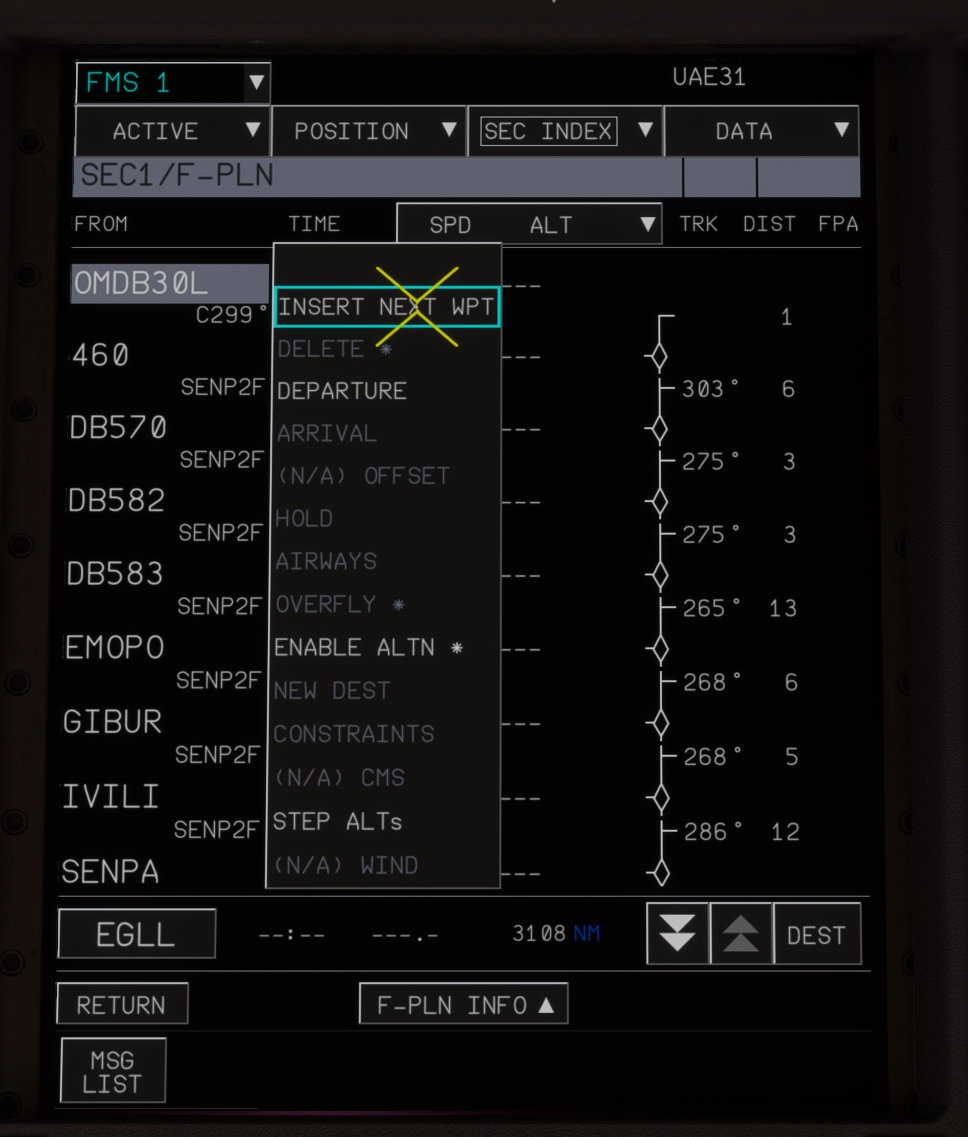 FMS 1 ▼ UAE31
ACTIVE ▼ POSITION ▼ SEC INDEX ▼ DATA ▼
SEC1/F-PLN
FROM TIME SPD ALT ▼ TRK DIST FPA
OMDB30L ---
INSERT NEXT WPT
C299° 1
DELETE *
460 ---
SENP2F DEPARTURE 303° 6
DB570 ARRIVAL ---
SENP2F (N/A) OFFSET 275° 3
DB582 ---
HOLD
SENP2F 275° 3
AIRWAYS
DB583 ---
SENP2F OVERFLY * 265° 13
EMOPO ENABLE ALTN * ---
SENP2F NEW DEST 268° 6
GIBUR ---
CONSTRAINTS
SENP2F 268° 5
(N/A) CMS
IVILI ---
SENP2F STEP ALTs 286° 12
SENPA (N/A) WIND ---
EGLL --:-- ---.- 3108 NM DEST
RETURN F-PLN INFO ▲
MSG
LIST